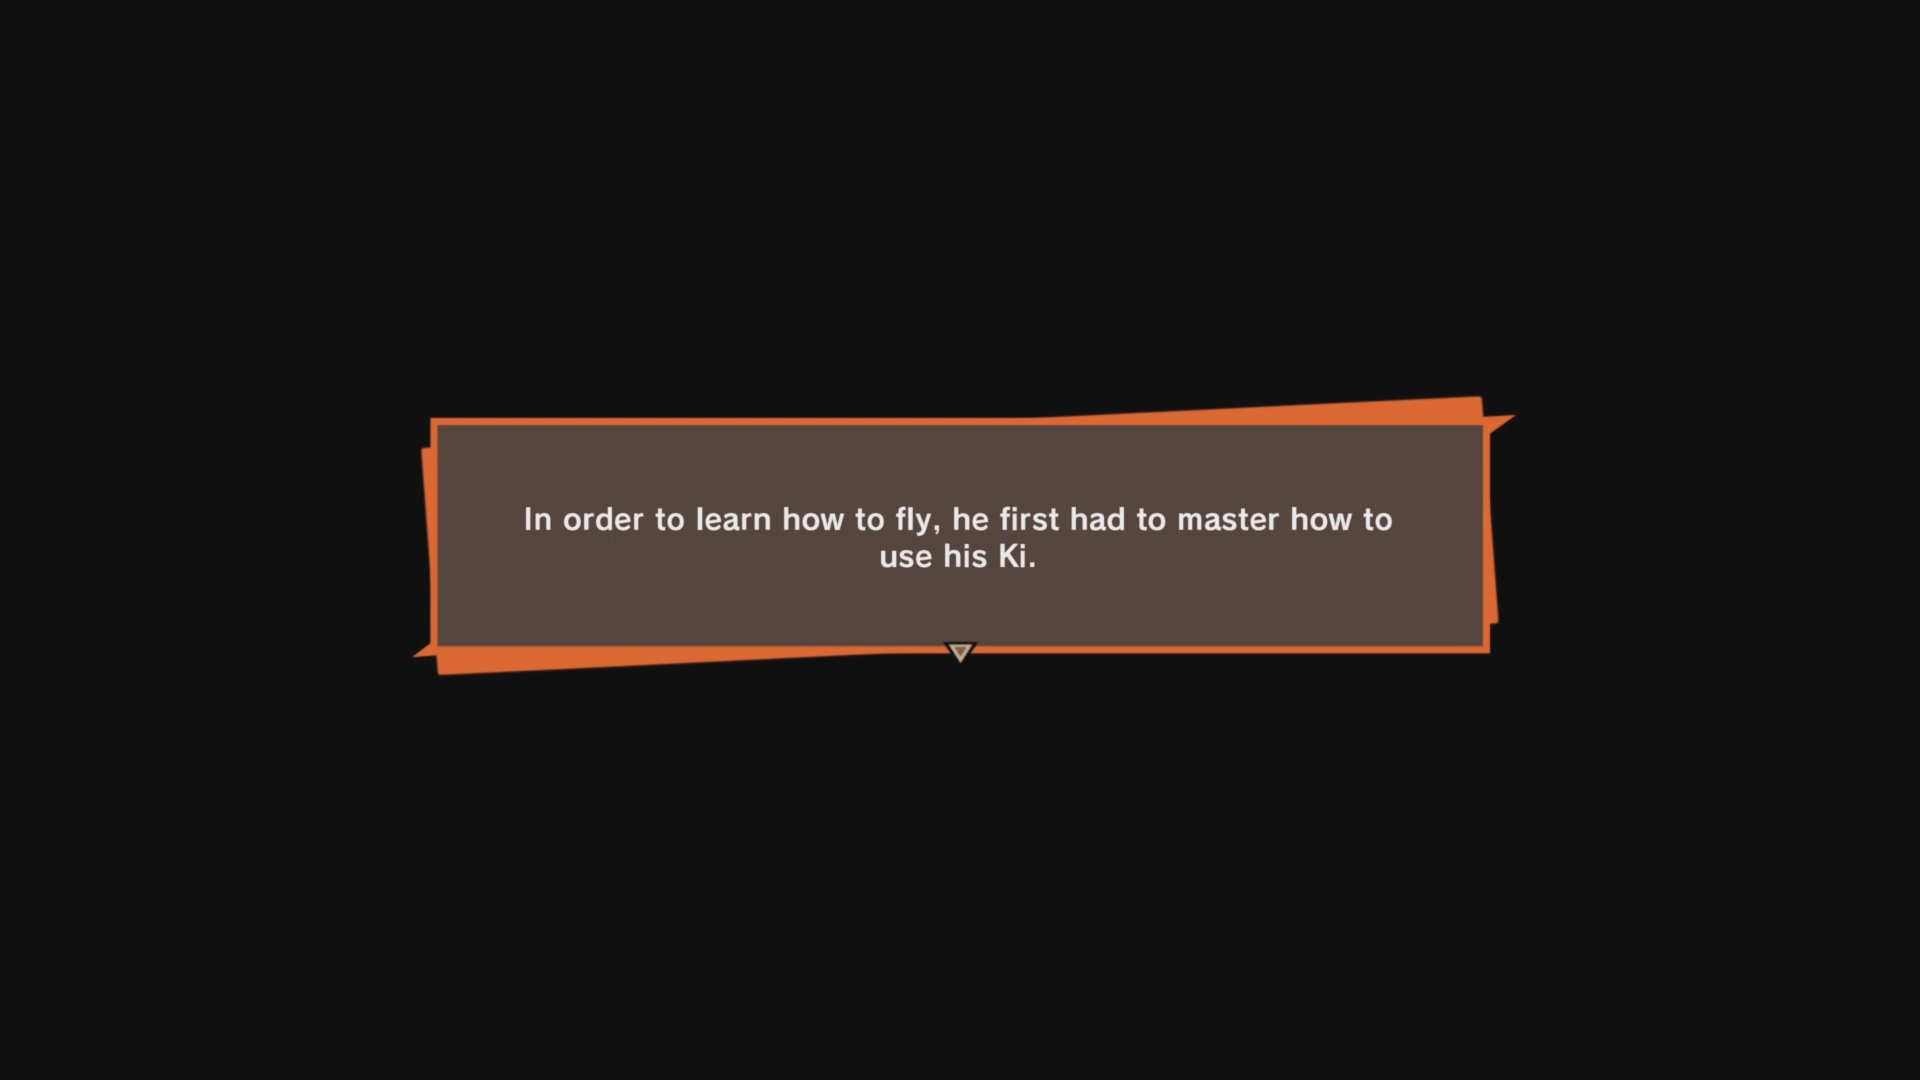 In order to learn how to fly, he first had to master how to
use his Ki.